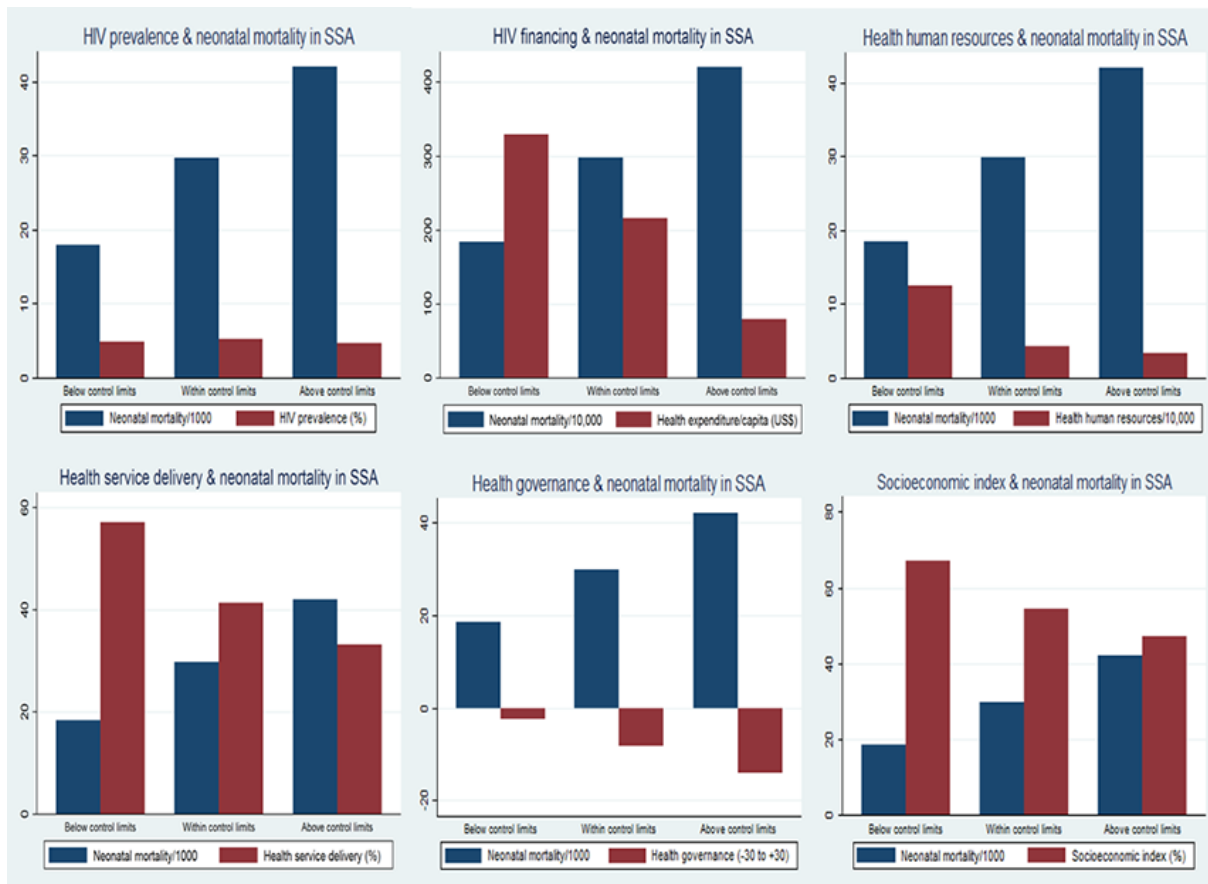 HIV prevalence & neonatal mortality in SSA
40
30
20
10
0
Below control limits Within control limits Above control limits
Neonatal mortality/1000 HIV prevalence (%)
HIV financing & neonatal mortality in SSA
400
300
200
100
0
Below control limits Within control limits Above control limits
Neonatal mortality/10,000 Health expenditure/capita (US$)
Health human resources & neonatal mortality in SSA
40
30
20
10
0
Below control limits Within control limits Above control limits
Neonatal mortality/1000 Health human resources/10,000
Health service delivery & neonatal mortality in SSA
60
40
20
0
Below control limits Within control limits Above control limits
Neonatal mortality/1000 Health service delivery (%)
Health governance & neonatal mortality in SSA
40
20
0
-20
Below control limits Within control limits Above control limits
Neonatal mortality/1000 Health governance (-30 to +30)
Socioeconomic index & neonatal mortality in SSA
80
60
40
20
0
Below control limits Within control limits Above control limits
Neonatal mortality/1000 Socioeconomic index (%)